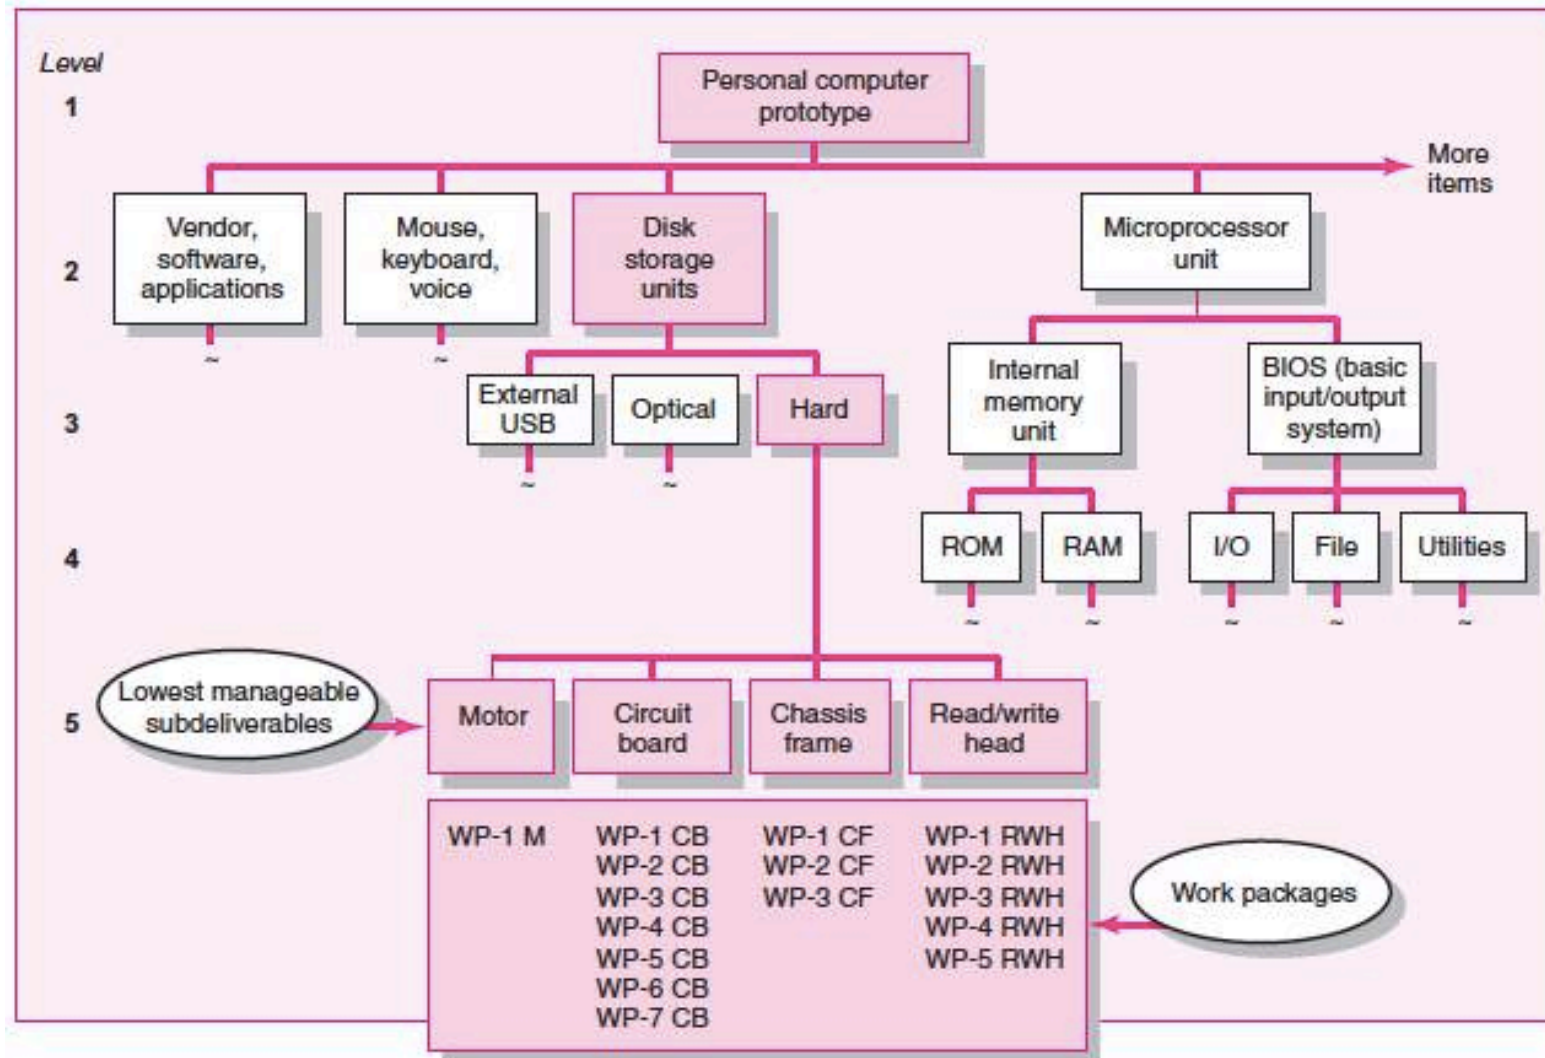 Level
1
Personal computer
prototype
More
items
2
Vendor,
software,
applications
Mouse,
keyboard,
voice
Disk
storage
units
Microprocessor
unit
~
~
3
External
USB
Optical
Hard
Internal
memory
unit
BIOS (basic
input/output
system)
~
~
4
ROM
RAM
I/O
File
Utilities
~
~
~
~
~
Lowest manageable
subdeliverables
5
Motor
Circuit
board
Chassis
frame
Read/write
head
WP-1 M
WP-1 CB
WP-2 CB
WP-3 CB
WP-4 CB
WP-5 CB
WP-6 CB
WP-7 CB
WP-1 CF
WP-2 CF
WP-3 CF
WP-1 RWH
WP-2 RWH
WP-3 RWH
WP-4 RWH
WP-5 RWH
Work packages